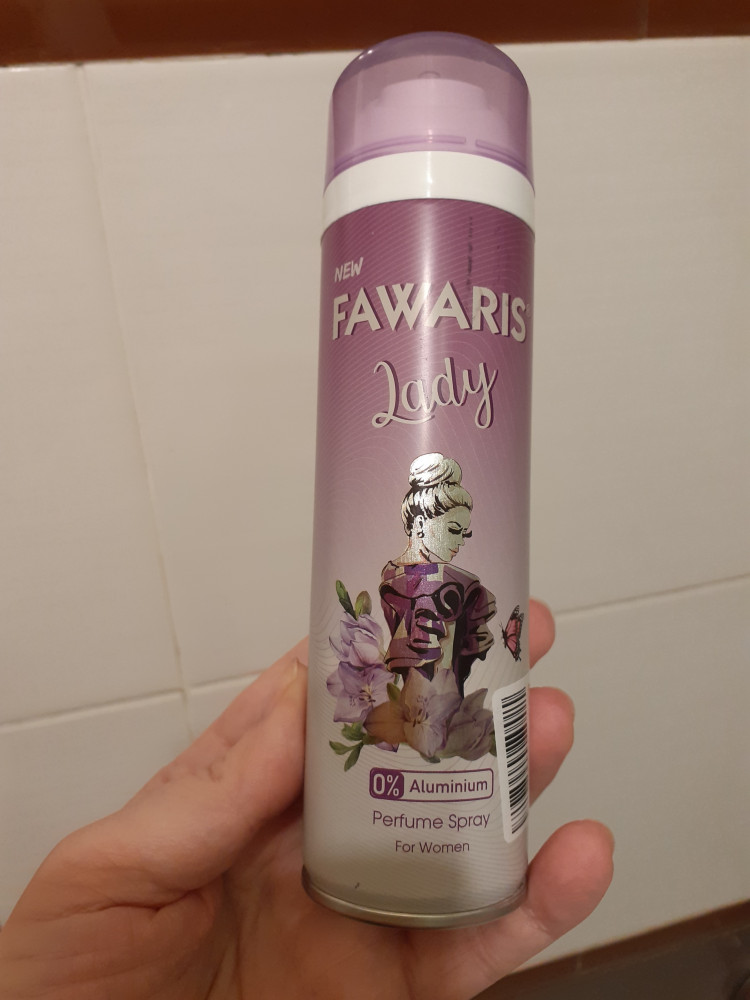 NEW
FAWARIS
Lady
0% Aluminium
Perfume Spray
For Women